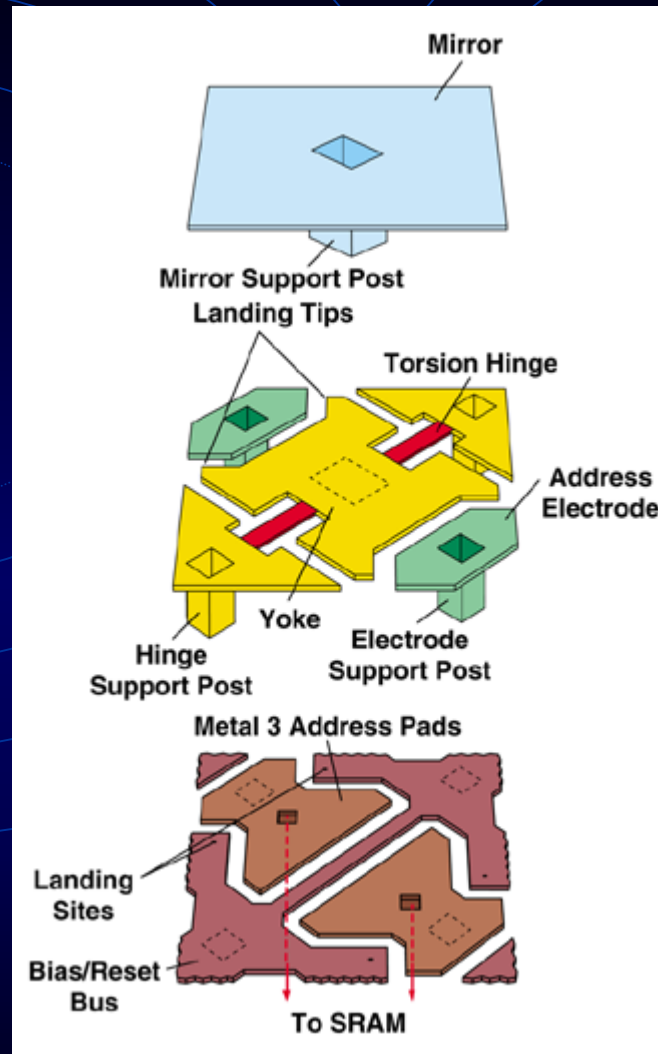 Mirror
Mirror Support Post
Landing Tips
Torsion Hinge
Address
Electrode
Yoke
Hinge
Support Post
Electrode
Support Post
Metal 3 Address Pads
Landing
Sites
Bias/Reset
Bus
To SRAM